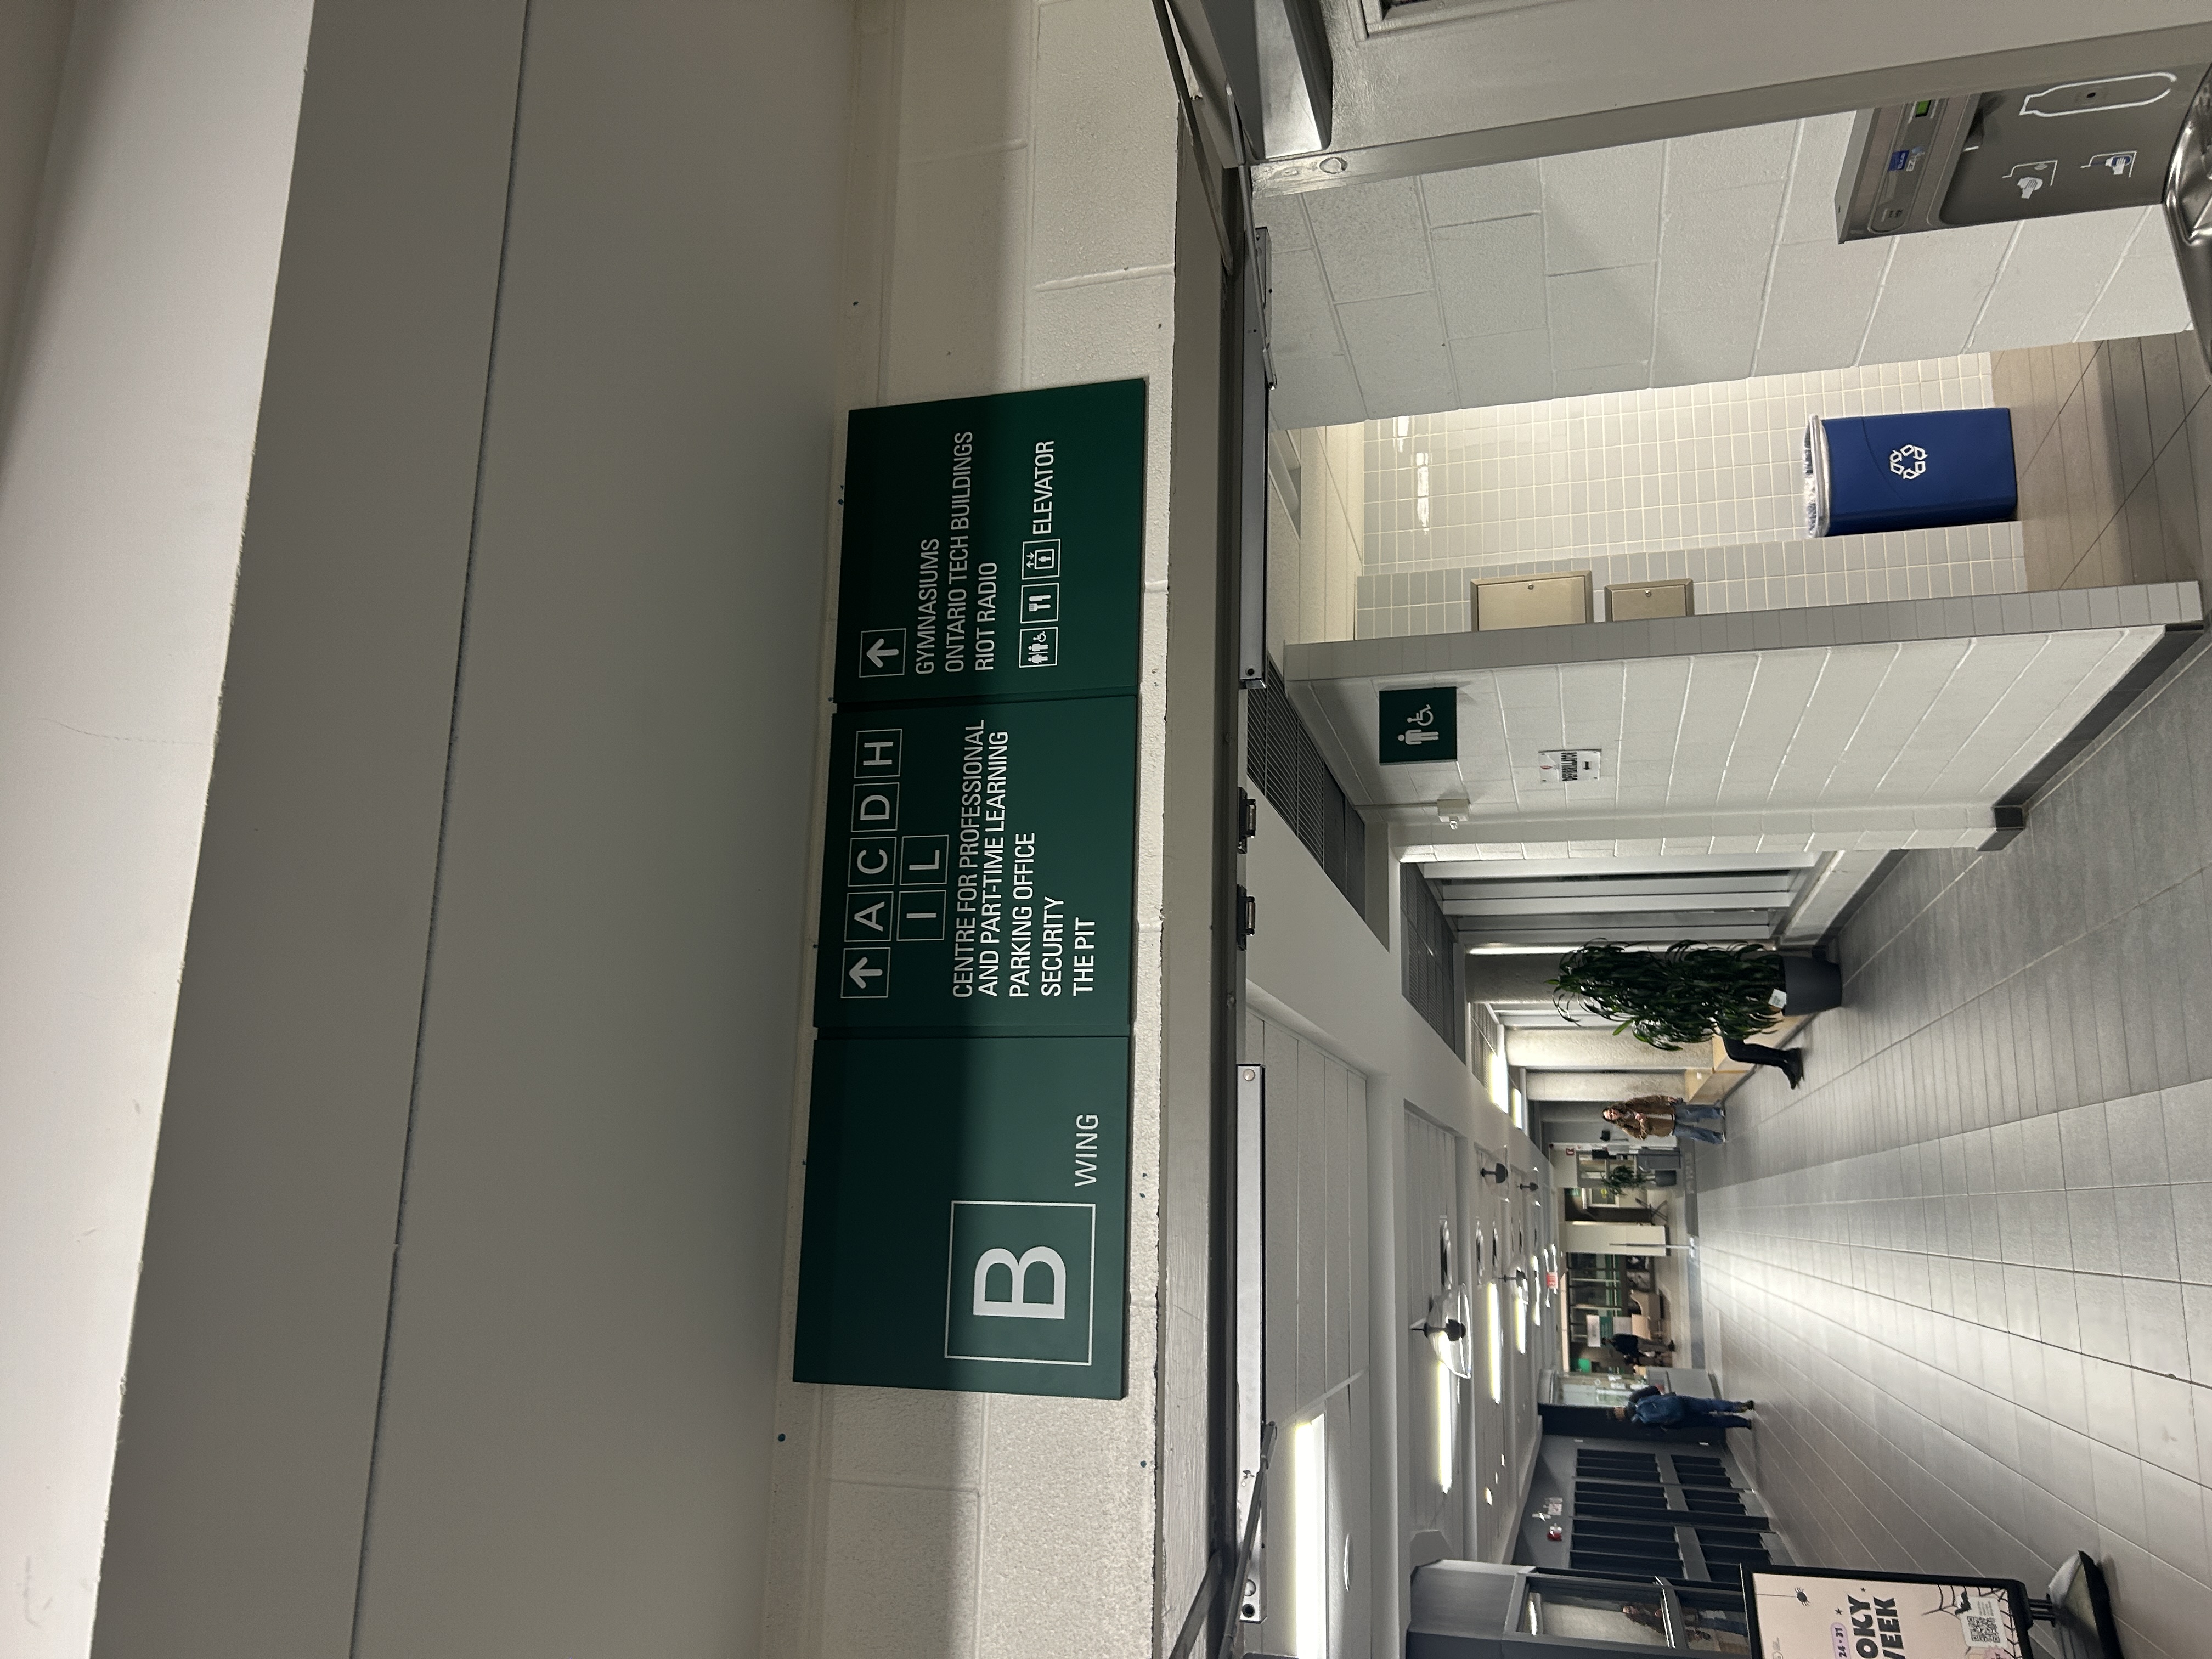 B WING
↑ A C D H
I L
CENTRE FOR PROFESSIONAL
AND PART-TIME LEARNING
PARKING OFFICE
SECURITY
THE PIT
↑
GYMNASIUMS
ONTARIO TECH BUILDINGS
RIOT RADIO
ELEVATOR
DEFIBRILLATOR
24 - 31
OKY
WEEK